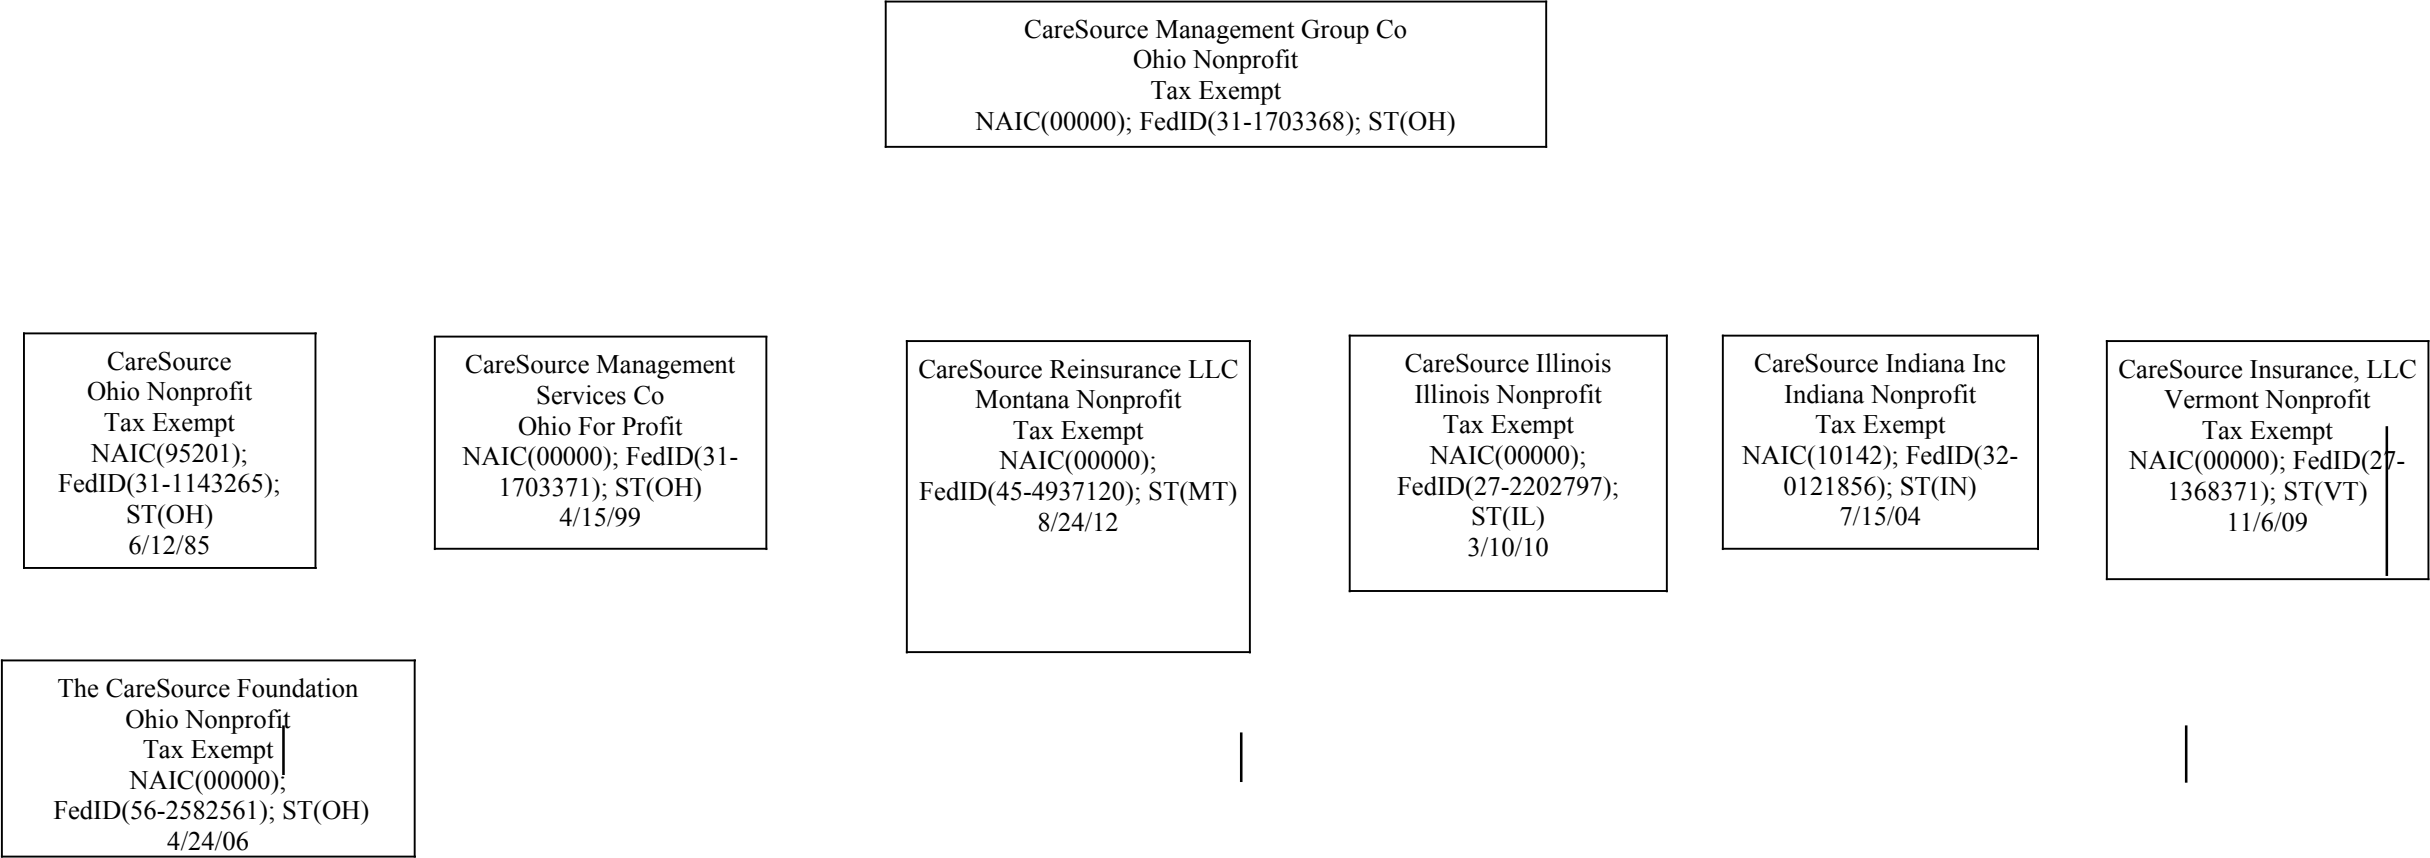 CareSource Management Group Co
Ohio Nonprofit
Tax Exempt
NAIC(00000); FedID(31-1703368); ST(OH)
CareSource
Ohio Nonprofit
Tax Exempt
NAIC(95201);
FedID(31-1143265);
ST(OH)
6/12/85
CareSource Management
Services Co
Ohio For Profit
NAIC(00000); FedID(31-
1703371); ST(OH)
4/15/99
CareSource Reinsurance LLC
Montana Nonprofit
Tax Exempt
NAIC(00000);
FedID(45-4937120); ST(MT)
8/24/12
CareSource Illinois
Illinois Nonprofit
Tax Exempt
NAIC(00000);
FedID(27-2202797);
ST(IL)
3/10/10
CareSource Indiana Inc
Indiana Nonprofit
Tax Exempt
NAIC(10142); FedID(32-
0121856); ST(IN)
7/15/04
CareSource Insurance, LLC
Vermont Nonprofit
Tax Exempt
NAIC(00000); FedID(27-
1368371); ST(VT)
11/6/09
The CareSource Foundation
Ohio Nonprofit
Tax Exempt
NAIC(00000);
FedID(56-2582561); ST(OH)
4/24/06